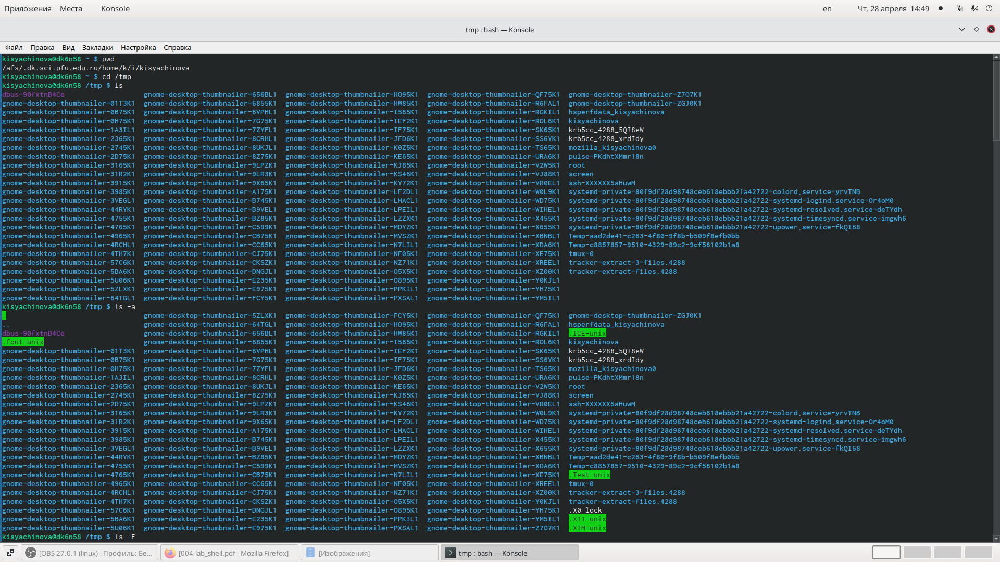 Приложения Места Konsole en Чт, 28 апреля 14:49
tmp : bash — Konsole
Файл Правка Вид Закладки Настройка Справка
kisyachinova@dk6n58 ~ $ pwd
/afs/.dk.sci.pfu.edu.ru/home/k/i/kisyachinova
kisyachinova@dk6n58 ~ $ cd /tmp
kisyachinova@dk6n58 /tmp $ ls
dbus-90fxtnB4Ce gnome-desktop-thumbnailer-656BL1 gnome-desktop-thumbnailer-HO95K1 gnome-desktop-thumbnailer-QF75K1 gnome-desktop-thumbnailer-Z7O7K1
gnome-desktop-thumbnailer-01T3K1 gnome-desktop-thumbnailer-6855K1 gnome-desktop-thumbnailer-HW85K1 gnome-desktop-thumbnailer-R6FAL1 gnome-desktop-thumbnailer-ZGJ0K1
gnome-desktop-thumbnailer-0B75K1 gnome-desktop-thumbnailer-6VPHL1 gnome-desktop-thumbnailer-I565K1 gnome-desktop-thumbnailer-RGKIL1 hsperfdata_kisyachinova
gnome-desktop-thumbnailer-0H75K1 gnome-desktop-thumbnailer-7G75K1 gnome-desktop-thumbnailer-IEF2K1 gnome-desktop-thumbnailer-ROL6K1 kisyachinova
gnome-desktop-thumbnailer-1A3IL1 gnome-desktop-thumbnailer-7ZYFL1 gnome-desktop-thumbnailer-IF75K1 gnome-desktop-thumbnailer-SK65K1 krb5cc_4288_5QI8eW
gnome-desktop-thumbnailer-2365K1 gnome-desktop-thumbnailer-8CRHL1 gnome-desktop-thumbnailer-JFD6K1 gnome-desktop-thumbnailer-SS6YK1 krb5cc_4288_xrdIdy
gnome-desktop-thumbnailer-2745K1 gnome-desktop-thumbnailer-8UKJL1 gnome-desktop-thumbnailer-K0Z5K1 gnome-desktop-thumbnailer-TS65K1 mozilla_kisyachinova0
gnome-desktop-thumbnailer-2D75K1 gnome-desktop-thumbnailer-8Z75K1 gnome-desktop-thumbnailer-KE65K1 gnome-desktop-thumbnailer-URA6K1 pulse-PKdhtXMmr18n
gnome-desktop-thumbnailer-3165K1 gnome-desktop-thumbnailer-9LPZK1 gnome-desktop-thumbnailer-KJ85K1 gnome-desktop-thumbnailer-V2W5K1 root
gnome-desktop-thumbnailer-31R2K1 gnome-desktop-thumbnailer-9LR3K1 gnome-desktop-thumbnailer-KS46K1 gnome-desktop-thumbnailer-VJ88K1 screen
gnome-desktop-thumbnailer-3915K1 gnome-desktop-thumbnailer-9X65K1 gnome-desktop-thumbnailer-KY72K1 gnome-desktop-thumbnailer-VR0EL1 ssh-XXXXXX5aHuwM
gnome-desktop-thumbnailer-3985K1 gnome-desktop-thumbnailer-A175K1 gnome-desktop-thumbnailer-LF2DL1 gnome-desktop-thumbnailer-W0L9K1 systemd-private-80f9df28d98748ceb618ebbb21a42722-colord.service-yrvTNB
gnome-desktop-thumbnailer-3VEGL1 gnome-desktop-thumbnailer-B745K1 gnome-desktop-thumbnailer-LMACL1 gnome-desktop-thumbnailer-WD75K1 systemd-private-80f9df28d98748ceb618ebbb21a42722-systemd-logind.service-Or4oM0
gnome-desktop-thumbnailer-44RYK1 gnome-desktop-thumbnailer-B9VEL1 gnome-desktop-thumbnailer-LPEIL1 gnome-desktop-thumbnailer-WIHEL1 systemd-private-80f9df28d98748ceb618ebbb21a42722-systemd-resolved.service-deTYdh
gnome-desktop-thumbnailer-4755K1 gnome-desktop-thumbnailer-BZ85K1 gnome-desktop-thumbnailer-LZZXK1 gnome-desktop-thumbnailer-X455K1 systemd-private-80f9df28d98748ceb618ebbb21a42722-systemd-timesyncd.service-imgwh6
gnome-desktop-thumbnailer-4765K1 gnome-desktop-thumbnailer-C599K1 gnome-desktop-thumbnailer-MDYZK1 gnome-desktop-thumbnailer-X655K1 systemd-private-80f9df28d98748ceb618ebbb21a42722-upower.service-fkQI68
gnome-desktop-thumbnailer-4965K1 gnome-desktop-thumbnailer-CB75K1 gnome-desktop-thumbnailer-MVSZK1 gnome-desktop-thumbnailer-XBNBL1 Temp-aad2de41-c263-4f80-9f8b-b509f8efb0bb
gnome-desktop-thumbnailer-4RCHL1 gnome-desktop-thumbnailer-CC65K1 gnome-desktop-thumbnailer-N7LIL1 gnome-desktop-thumbnailer-XDA6K1 Temp-c8857857-9510-4329-89c2-9cf56102b1a8
gnome-desktop-thumbnailer-4TH7K1 gnome-desktop-thumbnailer-CJ75K1 gnome-desktop-thumbnailer-NF05K1 gnome-desktop-thumbnailer-XE75K1 tmux-0
gnome-desktop-thumbnailer-57C6K1 gnome-desktop-thumbnailer-CKSZK1 gnome-desktop-thumbnailer-NZ71K1 gnome-desktop-thumbnailer-XREEL1 tracker-extract-3-files.4288
gnome-desktop-thumbnailer-5BA6K1 gnome-desktop-thumbnailer-DNGJL1 gnome-desktop-thumbnailer-O5X5K1 gnome-desktop-thumbnailer-XZ00K1 tracker-extract-files.4288
gnome-desktop-thumbnailer-5U06K1 gnome-desktop-thumbnailer-E235K1 gnome-desktop-thumbnailer-O895K1 gnome-desktop-thumbnailer-Y0KJL1
gnome-desktop-thumbnailer-5ZLXK1 gnome-desktop-thumbnailer-E975K1 gnome-desktop-thumbnailer-PPKIL1 gnome-desktop-thumbnailer-YH75K1
gnome-desktop-thumbnailer-64TGL1 gnome-desktop-thumbnailer-FCY5K1 gnome-desktop-thumbnailer-PXSAL1 gnome-desktop-thumbnailer-YM5IL1
kisyachinova@dk6n58 /tmp $ ls -a
. gnome-desktop-thumbnailer-5ZLXK1 gnome-desktop-thumbnailer-FCY5K1 gnome-desktop-thumbnailer-QF75K1 gnome-desktop-thumbnailer-ZGJ0K1
.. gnome-desktop-thumbnailer-64TGL1 gnome-desktop-thumbnailer-HO95K1 gnome-desktop-thumbnailer-R6FAL1 hsperfdata_kisyachinova
dbus-90fxtnB4Ce gnome-desktop-thumbnailer-656BL1 gnome-desktop-thumbnailer-HW85K1 gnome-desktop-thumbnailer-RGKIL1 .ICE-unix
.font-unix gnome-desktop-thumbnailer-6855K1 gnome-desktop-thumbnailer-I565K1 gnome-desktop-thumbnailer-ROL6K1 kisyachinova
gnome-desktop-thumbnailer-01T3K1 gnome-desktop-thumbnailer-6VPHL1 gnome-desktop-thumbnailer-IEF2K1 gnome-desktop-thumbnailer-SK65K1 krb5cc_4288_5QI8eW
gnome-desktop-thumbnailer-0B75K1 gnome-desktop-thumbnailer-7G75K1 gnome-desktop-thumbnailer-IF75K1 gnome-desktop-thumbnailer-SS6YK1 krb5cc_4288_xrdIdy
gnome-desktop-thumbnailer-0H75K1 gnome-desktop-thumbnailer-7ZYFL1 gnome-desktop-thumbnailer-JFD6K1 gnome-desktop-thumbnailer-TS65K1 mozilla_kisyachinova0
gnome-desktop-thumbnailer-1A3IL1 gnome-desktop-thumbnailer-8CRHL1 gnome-desktop-thumbnailer-K0Z5K1 gnome-desktop-thumbnailer-URA6K1 pulse-PKdhtXMmr18n
gnome-desktop-thumbnailer-2365K1 gnome-desktop-thumbnailer-8UKJL1 gnome-desktop-thumbnailer-KE65K1 gnome-desktop-thumbnailer-V2W5K1 root
gnome-desktop-thumbnailer-2745K1 gnome-desktop-thumbnailer-8Z75K1 gnome-desktop-thumbnailer-KJ85K1 gnome-desktop-thumbnailer-VJ88K1 screen
gnome-desktop-thumbnailer-2D75K1 gnome-desktop-thumbnailer-9LPZK1 gnome-desktop-thumbnailer-KS46K1 gnome-desktop-thumbnailer-VR0EL1 ssh-XXXXXX5aHuwM
gnome-desktop-thumbnailer-3165K1 gnome-desktop-thumbnailer-9LR3K1 gnome-desktop-thumbnailer-KY72K1 gnome-desktop-thumbnailer-W0L9K1 systemd-private-80f9df28d98748ceb618ebbb21a42722-colord.service-yrvTNB
gnome-desktop-thumbnailer-31R2K1 gnome-desktop-thumbnailer-9X65K1 gnome-desktop-thumbnailer-LF2DL1 gnome-desktop-thumbnailer-WD75K1 systemd-private-80f9df28d98748ceb618ebbb21a42722-systemd-logind.service-Or4oM0
gnome-desktop-thumbnailer-3915K1 gnome-desktop-thumbnailer-A175K1 gnome-desktop-thumbnailer-LMACL1 gnome-desktop-thumbnailer-WIHEL1 systemd-private-80f9df28d98748ceb618ebbb21a42722-systemd-resolved.service-deTYdh
gnome-desktop-thumbnailer-3985K1 gnome-desktop-thumbnailer-B745K1 gnome-desktop-thumbnailer-LPEIL1 gnome-desktop-thumbnailer-X455K1 systemd-private-80f9df28d98748ceb618ebbb21a42722-systemd-timesyncd.service-imgwh6
gnome-desktop-thumbnailer-3VEGL1 gnome-desktop-thumbnailer-B9VEL1 gnome-desktop-thumbnailer-LZZXK1 gnome-desktop-thumbnailer-X655K1 systemd-private-80f9df28d98748ceb618ebbb21a42722-upower.service-fkQI68
gnome-desktop-thumbnailer-44RYK1 gnome-desktop-thumbnailer-BZ85K1 gnome-desktop-thumbnailer-MDYZK1 gnome-desktop-thumbnailer-XBNBL1 Temp-aad2de41-c263-4f80-9f8b-b509f8efb0bb
gnome-desktop-thumbnailer-4755K1 gnome-desktop-thumbnailer-C599K1 gnome-desktop-thumbnailer-MVSZK1 gnome-desktop-thumbnailer-XDA6K1 Temp-c8857857-9510-4329-89c2-9cf56102b1a8
gnome-desktop-thumbnailer-4765K1 gnome-desktop-thumbnailer-CB75K1 gnome-desktop-thumbnailer-N7LIL1 gnome-desktop-thumbnailer-XE75K1 .Test-unix
gnome-desktop-thumbnailer-4965K1 gnome-desktop-thumbnailer-CC65K1 gnome-desktop-thumbnailer-NF05K1 gnome-desktop-thumbnailer-XREEL1 tmux-0
gnome-desktop-thumbnailer-4RCHL1 gnome-desktop-thumbnailer-CJ75K1 gnome-desktop-thumbnailer-NZ71K1 gnome-desktop-thumbnailer-XZ00K1 tracker-extract-3-files.4288
gnome-desktop-thumbnailer-4TH7K1 gnome-desktop-thumbnailer-CKSZK1 gnome-desktop-thumbnailer-O5X5K1 gnome-desktop-thumbnailer-Y0KJL1 tracker-extract-files.4288
gnome-desktop-thumbnailer-57C6K1 gnome-desktop-thumbnailer-DNGJL1 gnome-desktop-thumbnailer-O895K1 gnome-desktop-thumbnailer-YH75K1 .X0-lock
gnome-desktop-thumbnailer-5BA6K1 gnome-desktop-thumbnailer-E235K1 gnome-desktop-thumbnailer-PPKIL1 gnome-desktop-thumbnailer-YM5IL1 .X11-unix
gnome-desktop-thumbnailer-5U06K1 gnome-desktop-thumbnailer-E975K1 gnome-desktop-thumbnailer-PXSAL1 gnome-desktop-thumbnailer-Z7O7K1 .XIM-unix
kisyachinova@dk6n58 /tmp $ ls -F
[OBS 27.0.1 (linux) - Профиль: Бе... [004-lab_shell.pdf - Mozilla Firefox] [Изображения] tmp : bash — Konsole